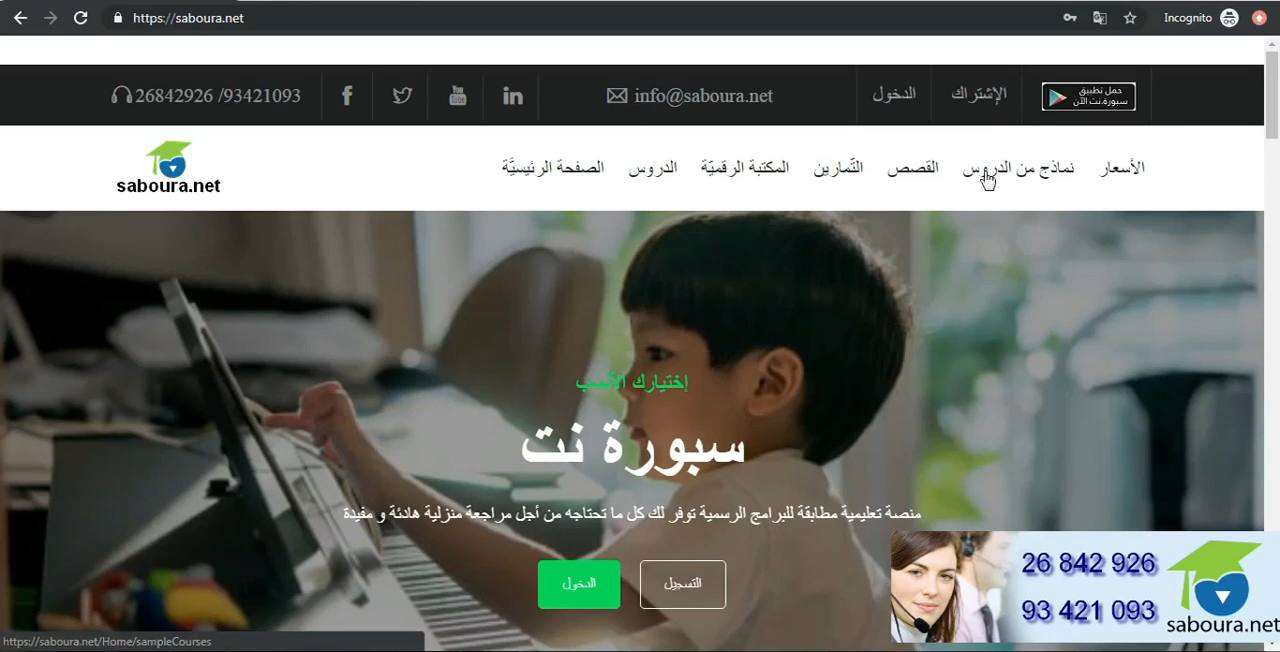 https://saboura.net
Incognito
26842926 /93421093
info@saboura.net
الدخول
الإشتراك
حمل تطبيق
سبورة.نت الآن
saboura.net
الصفحة الرئيسيَّة
الدروس
المكتبة الرقميّة
التّمارين
القصص
نماذج من الدروس
الأسعار
إختيارك الأنسب
سبورة نت
منصة تعليمية مطابقة للبرامج الرسمية توفر لك كل ما تحتاجه من أجل مراجعة منزلية هادئة و مفيدة
الدخول
التسجيل
26 842 926
93 421 093
saboura.net
https://saboura.net/Home/sampleCourses